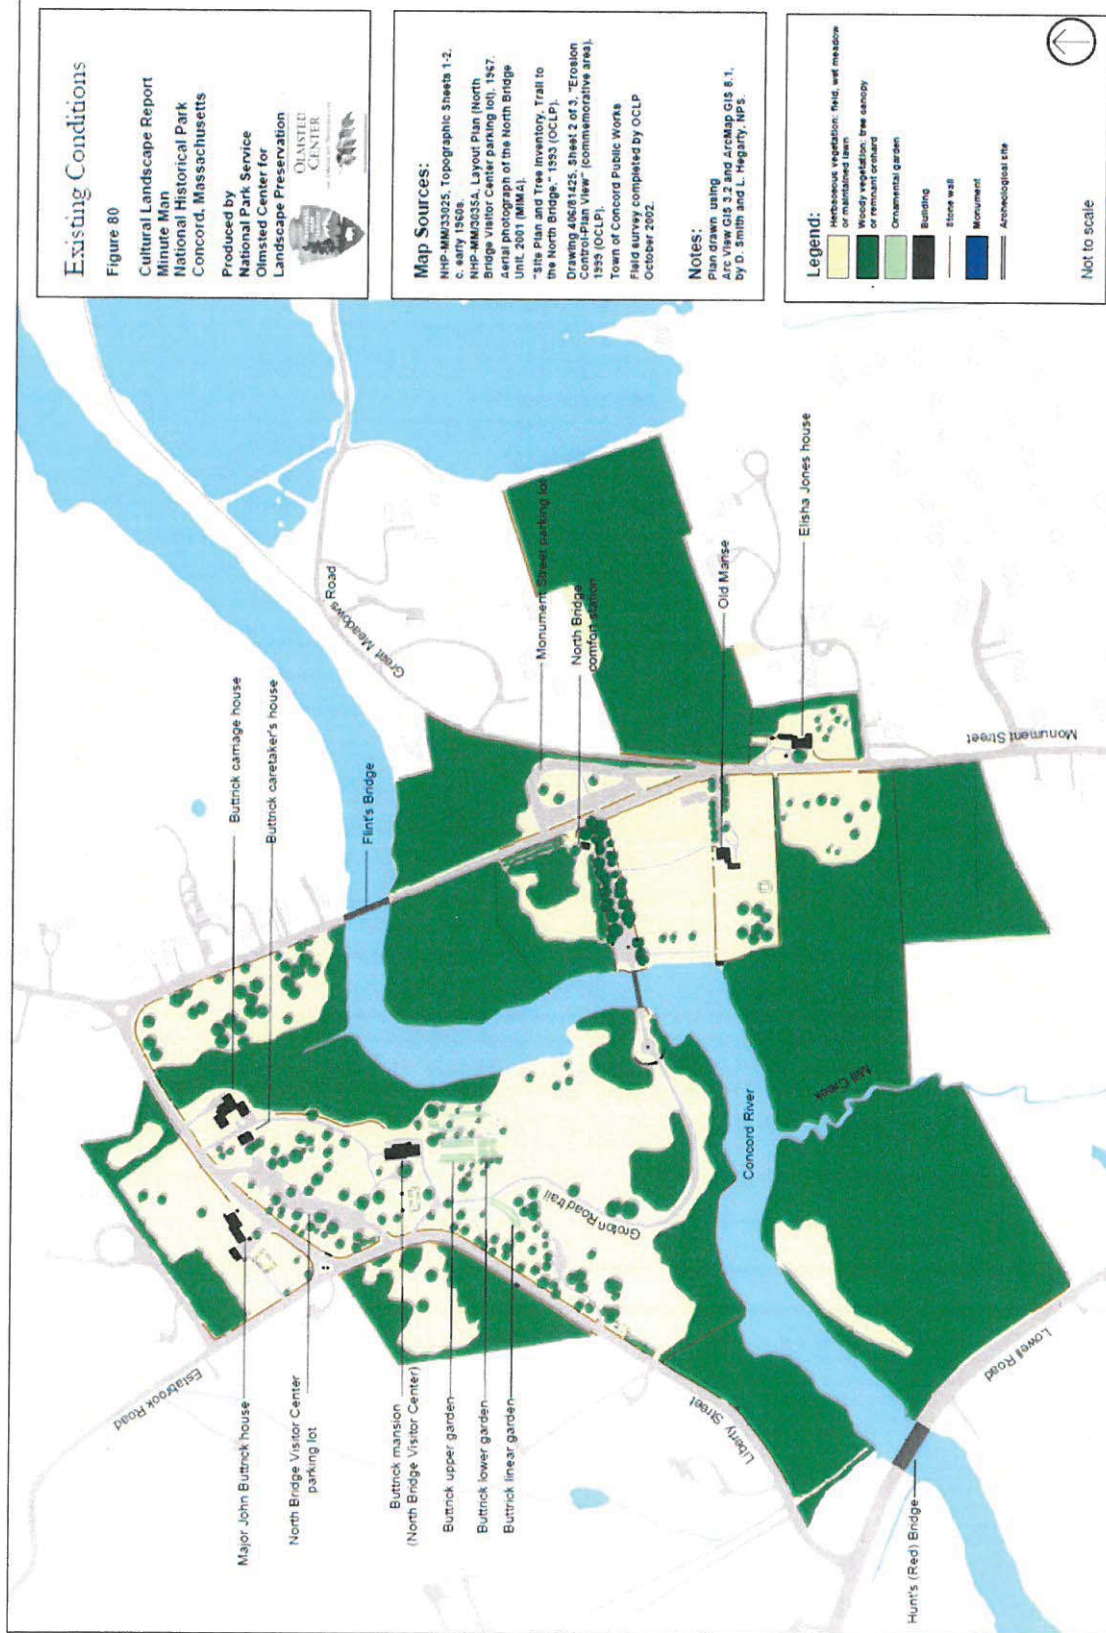 Existing Conditions
Figure 80
Cultural Landscape Report
Minute Man
National Historical Park
Concord, Massachusetts
Produced by
National Park Service
Olmsted Center for
Landscape Preservation
OLMSTED
CENTER
Map Sources:
NHP-MM/33025, Topographic Sheets 1-2,
c. early 1960s.
NHP-MM/30354, Layout Plan (North
Bridge Visitor Center parking lot), 1967.
Aerial photograph of the North Bridge
Unit, 2001 (MIMA).
"Site Plan and Tree Inventory, Trail to
the North Bridge," 1993 (OCLP).
Drawing 406/81425, Sheet 2 of 3, "Erosion
Control-Plan View" (commemorative area),
1999 (OCLP).
Town of Concord Public Works
Field survey completed by OCLP
October 2002.
Notes:
Plan drawn using
Arc View GIS 3.2 and ArcMap GIS 8.1,
by D. Smith and L. Hegarty, NPS.
Legend:
Herbaceous vegetation: field, wet meadow
or maintained lawn
Woody vegetation: tree canopy
or remnant orchard
Ornamental garden
Building
Stone wall
Monument
Archeological site
Not to scale
Buttrick carriage house
Buttrick caretaker's house
Flint's Bridge
Great Meadows Road
Monument Street parking lot
North Bridge
comfort station
Old Manse
Elisha Jones house
Monument Street
Estabrook Road
Major John Buttrick house
North Bridge Visitor Center
parking lot
Buttrick mansion
(North Bridge Visitor Center)
Buttrick upper garden
Buttrick lower garden
Buttrick linear garden
Groton Road trail
Concord River
Mill Creek
Liberty Street
Lowell Road
Hunt's (Red) Bridge